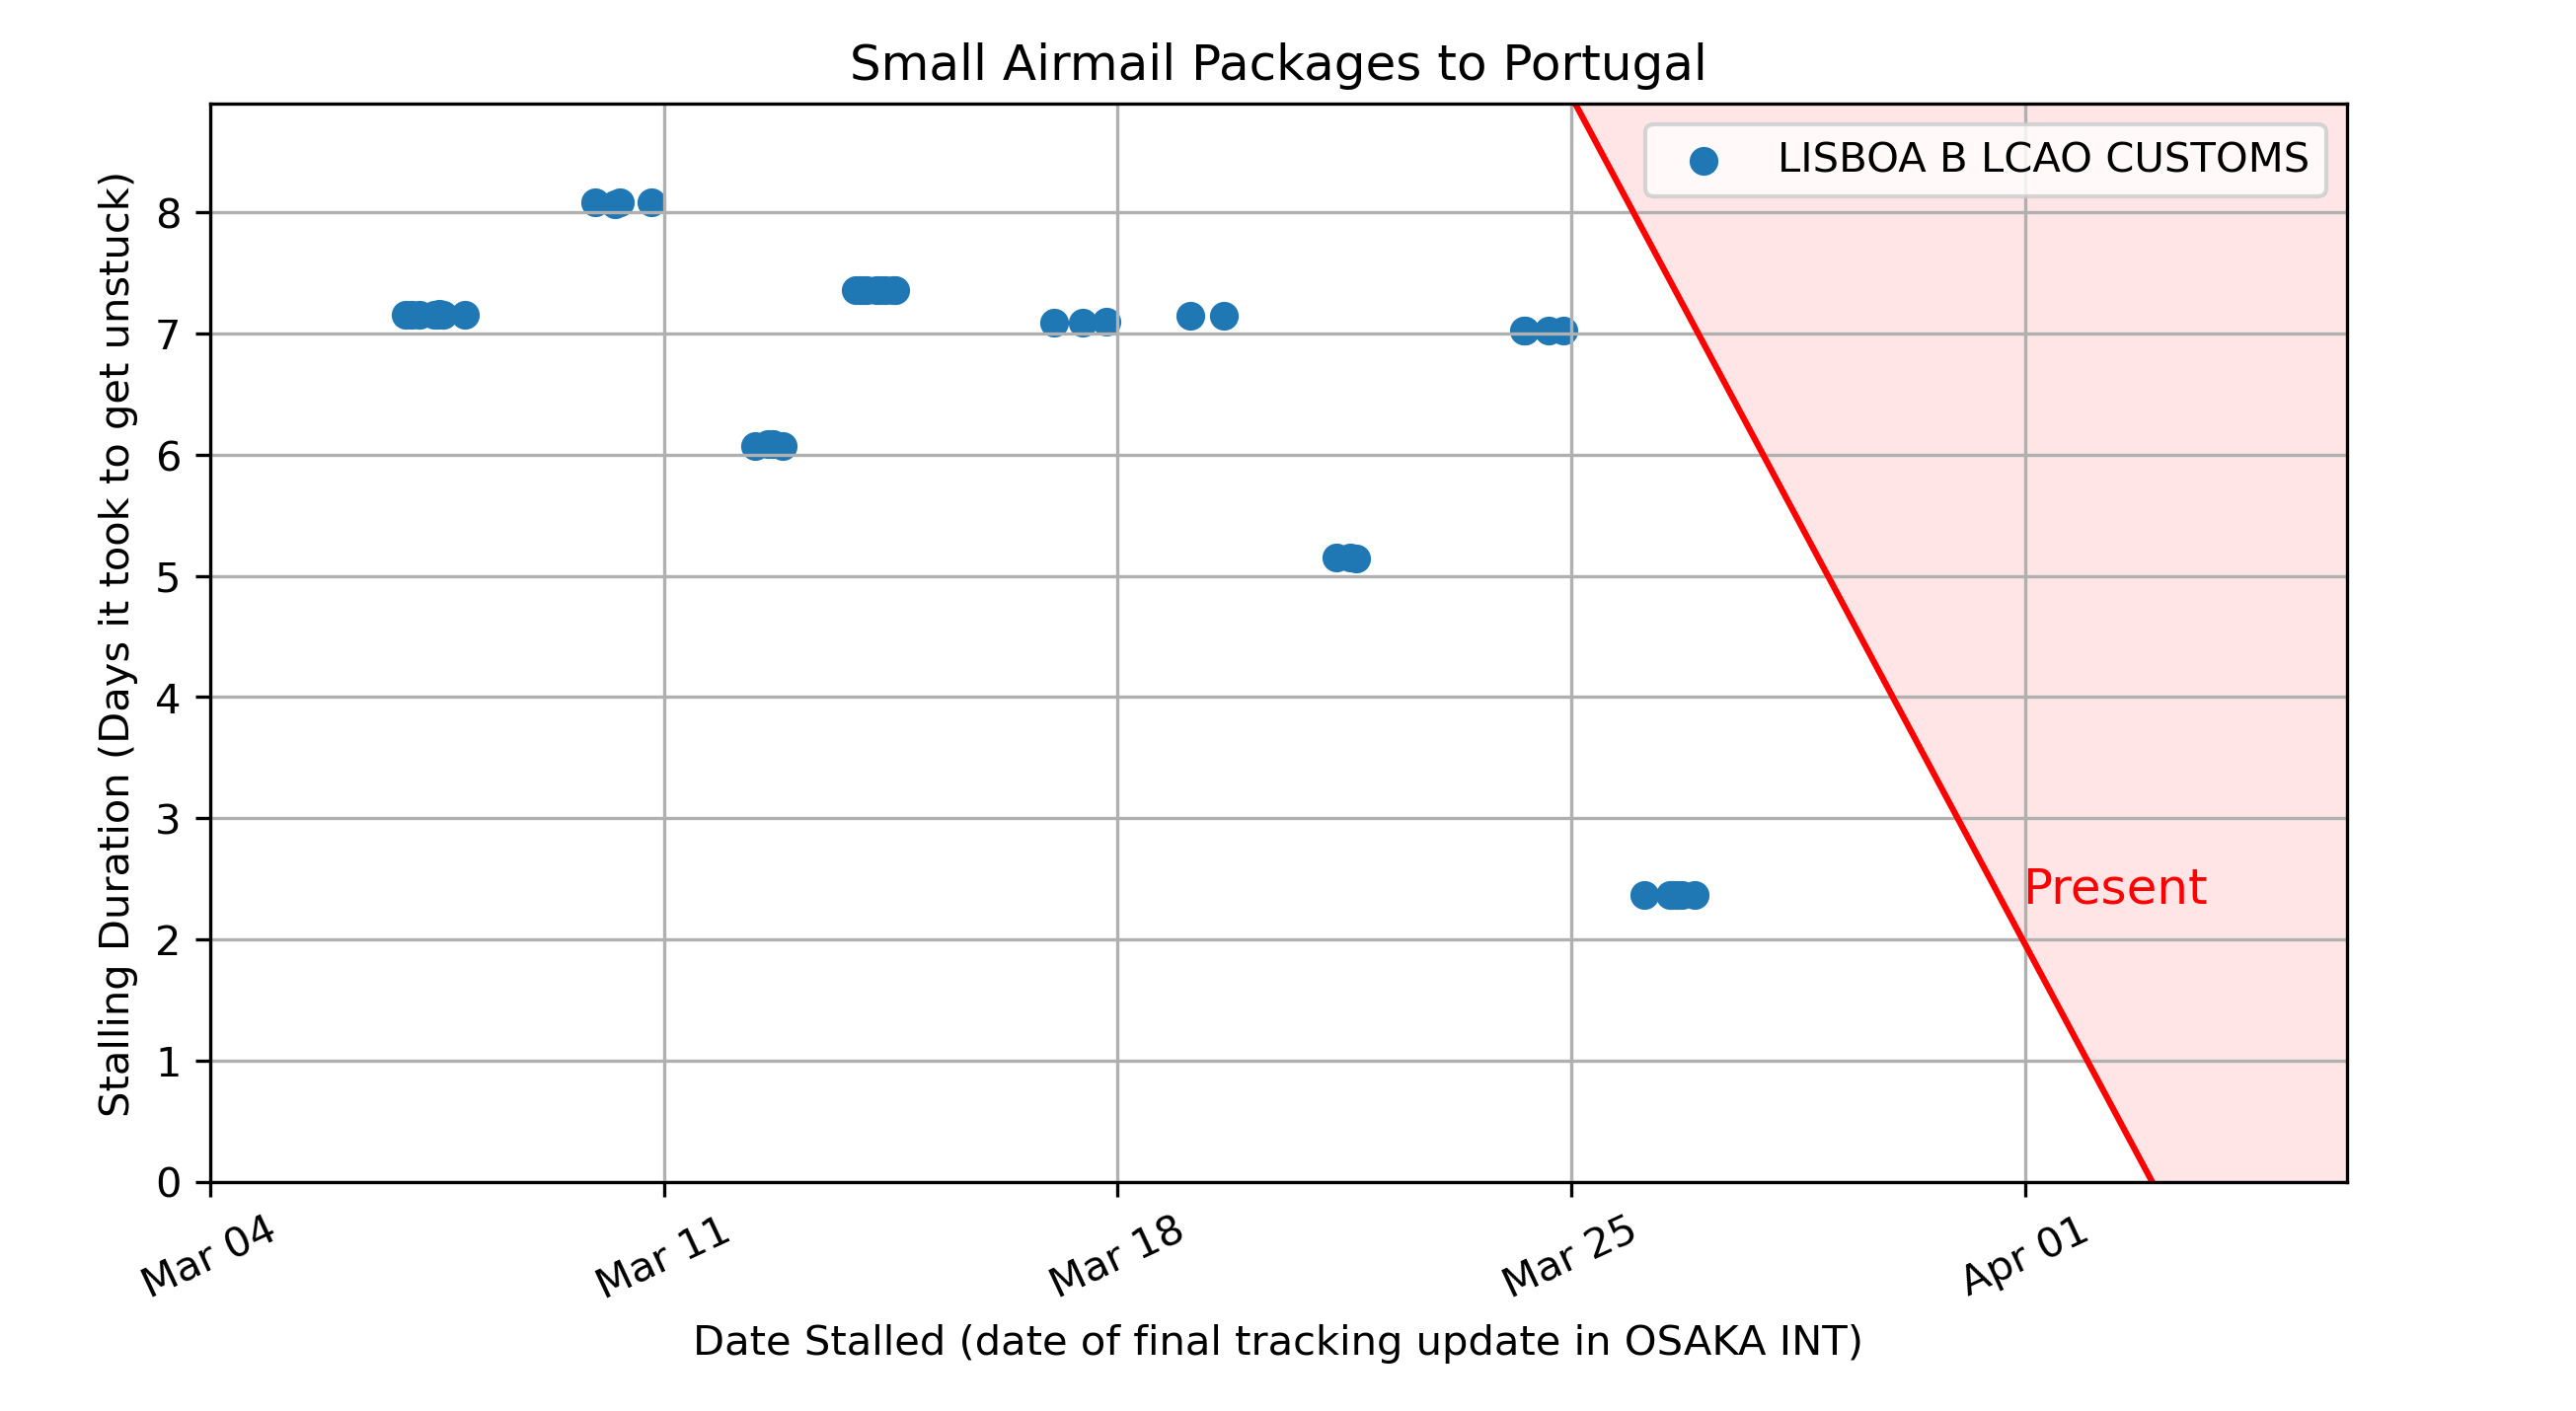 Small Airmail Packages to Portugal
LISBOA B LCAO CUSTOMS
Stalling Duration (Days it took to get unstuck)
8
7
6
5
4
3
2
1
0
Present
Mar 04
Mar 11
Mar 18
Mar 25
Apr 01
Date Stalled (date of final tracking update in OSAKA INT)